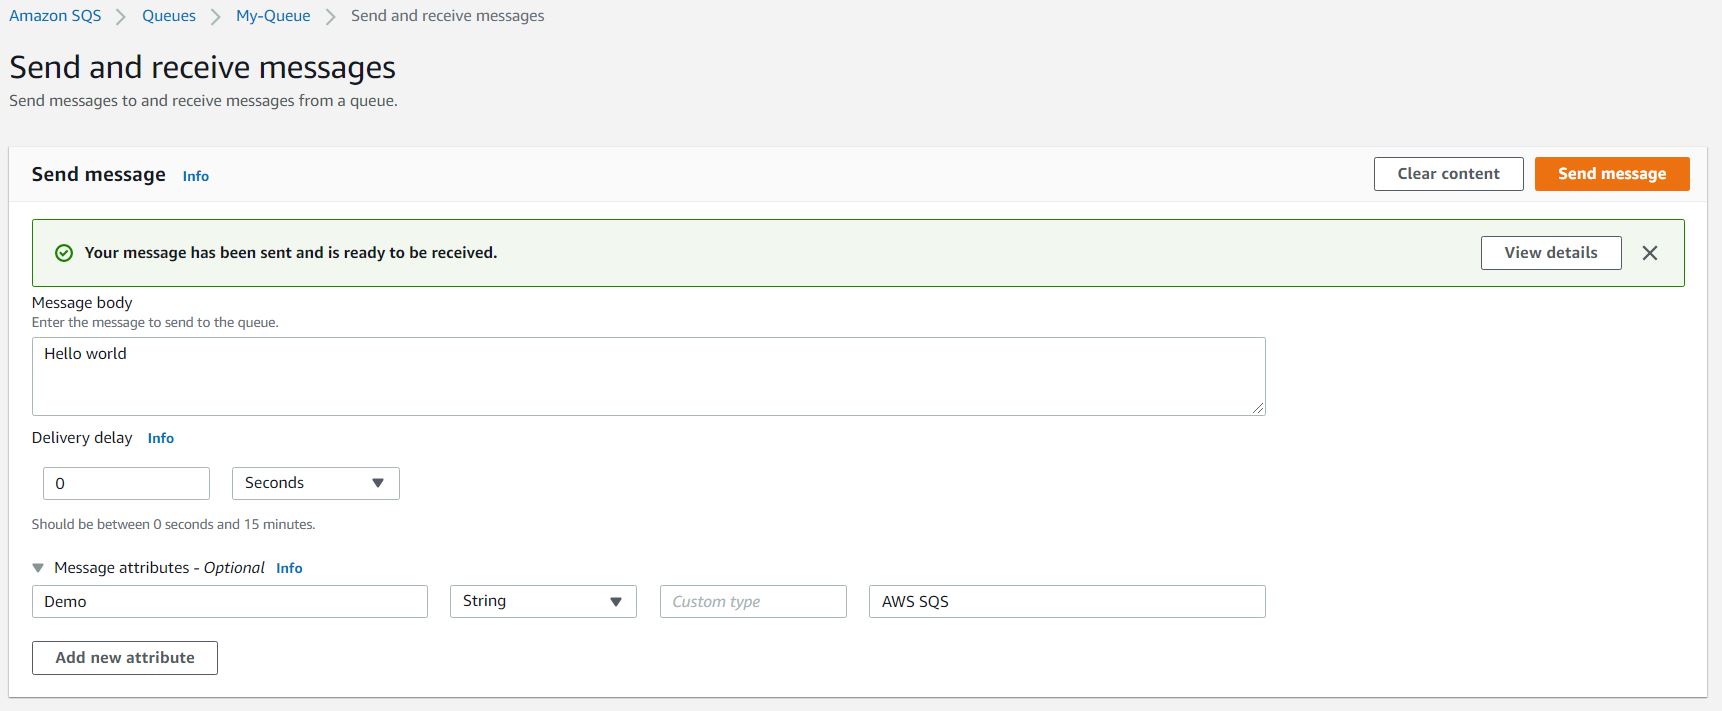 Amazon SQS > Queues > My-Queue > Send and receive messages
Send and receive messages
Send messages to and receive messages from a queue.
Send message Info Clear content Send message
Your message has been sent and is ready to be received. View details
Message body
Enter the message to send to the queue.
Hello world
Delivery delay Info
0 Seconds
Should be between 0 seconds and 15 minutes.
Message attributes - Optional Info
Demo String Custom type AWS SQS
Add new attribute